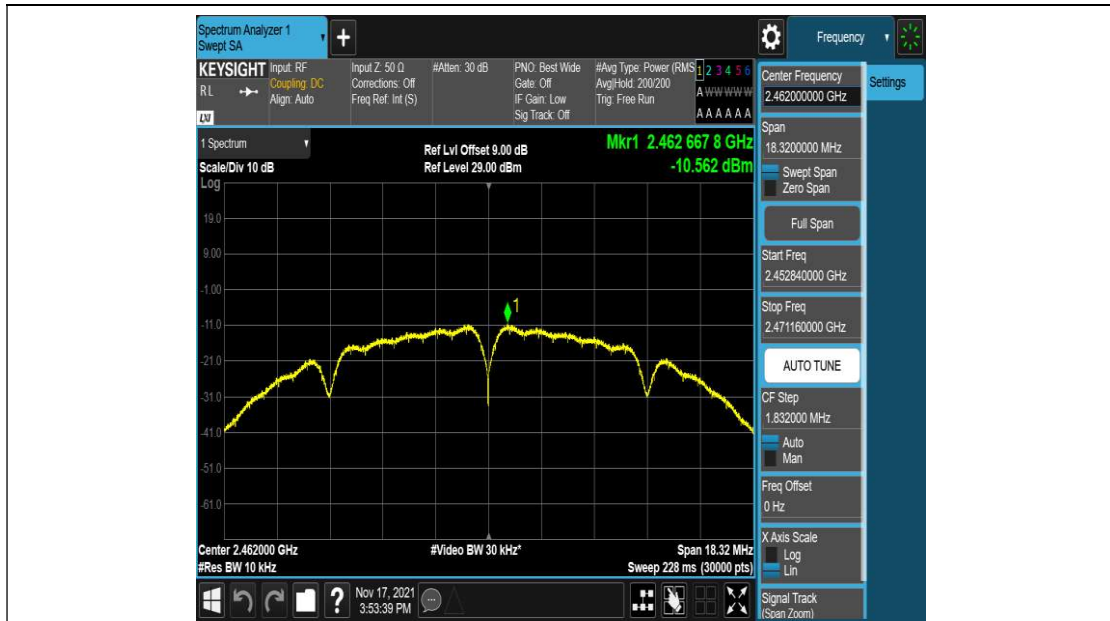 Spectrum Analyzer 1
Swept SA
+
Frequency
KEYSIGHT
RL
LXI
Input: RF
Coupling: DC
Align: Auto
Input Z: 50 Ω
Corrections: Off
Freq Ref: Int (S)
#Atten: 30 dB
PNO: Best Wide
Gate: Off
IF Gain: Low
Sig Track: Off
#Avg Type: Power (RMS
Avg|Hold: 200/200
Trig: Free Run
1 2 3 4 5 6
A W W W W W
A A A A A A
1 Spectrum
Scale/Div 10 dB
Log
Ref Lvl Offset 9.00 dB
Ref Level 29.00 dBm
Mkr1 2.462 667 8 GHz
-10.562 dBm
19.0
9.00
-1.00
-11.0
-21.0
-31.0
-41.0
-51.0
-61.0
1
Center 2.462000 GHz
#Res BW 10 kHz
#Video BW 30 kHz*
Span 18.32 MHz
Sweep 228 ms (30000 pts)
Center Frequency
2.462000000 GHz
Settings
Span
18.3200000 MHz
Swept Span
Zero Span
Full Span
Start Freq
2.452840000 GHz
Stop Freq
2.471160000 GHz
AUTO TUNE
CF Step
1.832000 MHz
Auto
Man
Freq Offset
0 Hz
X Axis Scale
Log
Lin
Signal Track
(Span Zoom)
?
Nov 17, 2021
3:53:39 PM